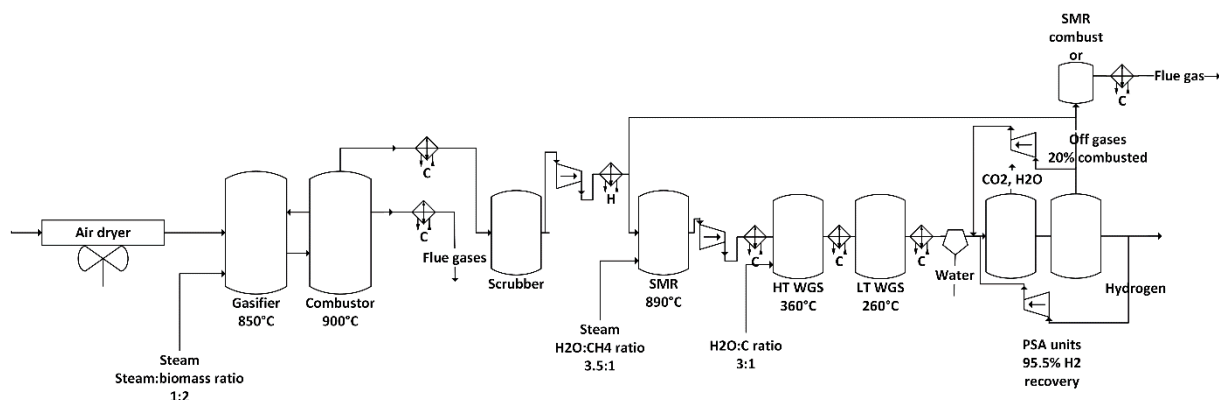 SMR
combust
or
Flue gas
C
Off gases
20% combusted
C
CO2, H2O
H
Air dryer
C
Flue gases
Scrubber
Gasifier
850°C
Combustor
900°C
SMR
890°C
C
HT WGS
360°C
C
LT WGS
260°C
C
Water
Hydrogen
Steam
Steam:biomass ratio
1:2
Steam
H2O:CH4 ratio
3.5:1
H2O:C ratio
3:1
PSA units
95.5% H2
recovery